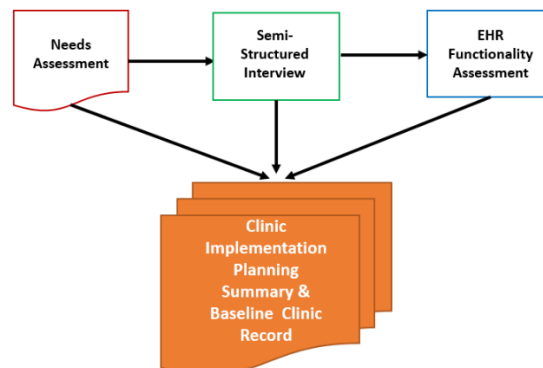 Needs
Assessment
Semi-
Structured
Interview
EHR
Functionality
Assessment
Clinic
Implementation
Planning
Summary &
Baseline Clinic
Record